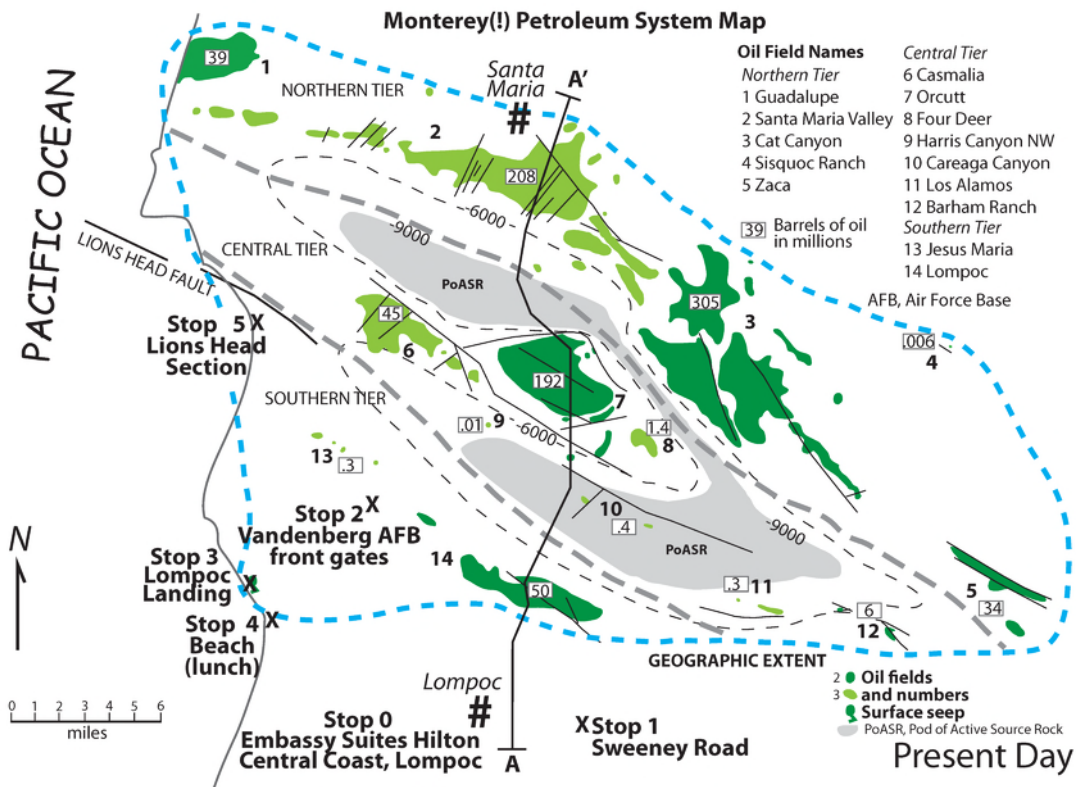 Monterey(!) Petroleum System Map
Oil Field Names
Northern Tier
1 Guadalupe
2 Santa Maria Valley
3 Cat Canyon
4 Sisquoc Ranch
5 Zaca
Central Tier
6 Casmalia
7 Orcutt
8 Four Deer
9 Harris Canyon NW
10 Careaga Canyon
11 Los Alamos
12 Barham Ranch
Southern Tier
13 Jesus Maria
14 Lompoc
39 Barrels of oil
in millions
AFB, Air Force Base
PACIFIC OCEAN
39
1
NORTHERN TIER
2
Santa
Maria
#
A'
208
-6000
-9000
CENTRAL TIER
PoASR
LIONS HEAD FAULT
305
3
.006
4
Stop 5 X
Lions Head
Section
45
6
192
7
SOUTHERN TIER
.01
9
-6000
1.4
8
13
.3
Stop 2 X
Vandenberg AFB
front gates
10
.4
PoASR
-9000
N
14
Stop 3
Lompoc
Landing
X
50
.3
11
5
34
6
12
Stop 4 X
Beach
(lunch)
GEOGRAPHIC EXTENT
2 Oil fields
3 and numbers
Surface seep
PoASR, Pod of Active Source Rock
Lompoc
#
0 1 2 3 4 5 6
miles
Stop 0
Embassy Suites Hilton
Central Coast, Lompoc
A
X Stop 1
Sweeney Road
Present Day